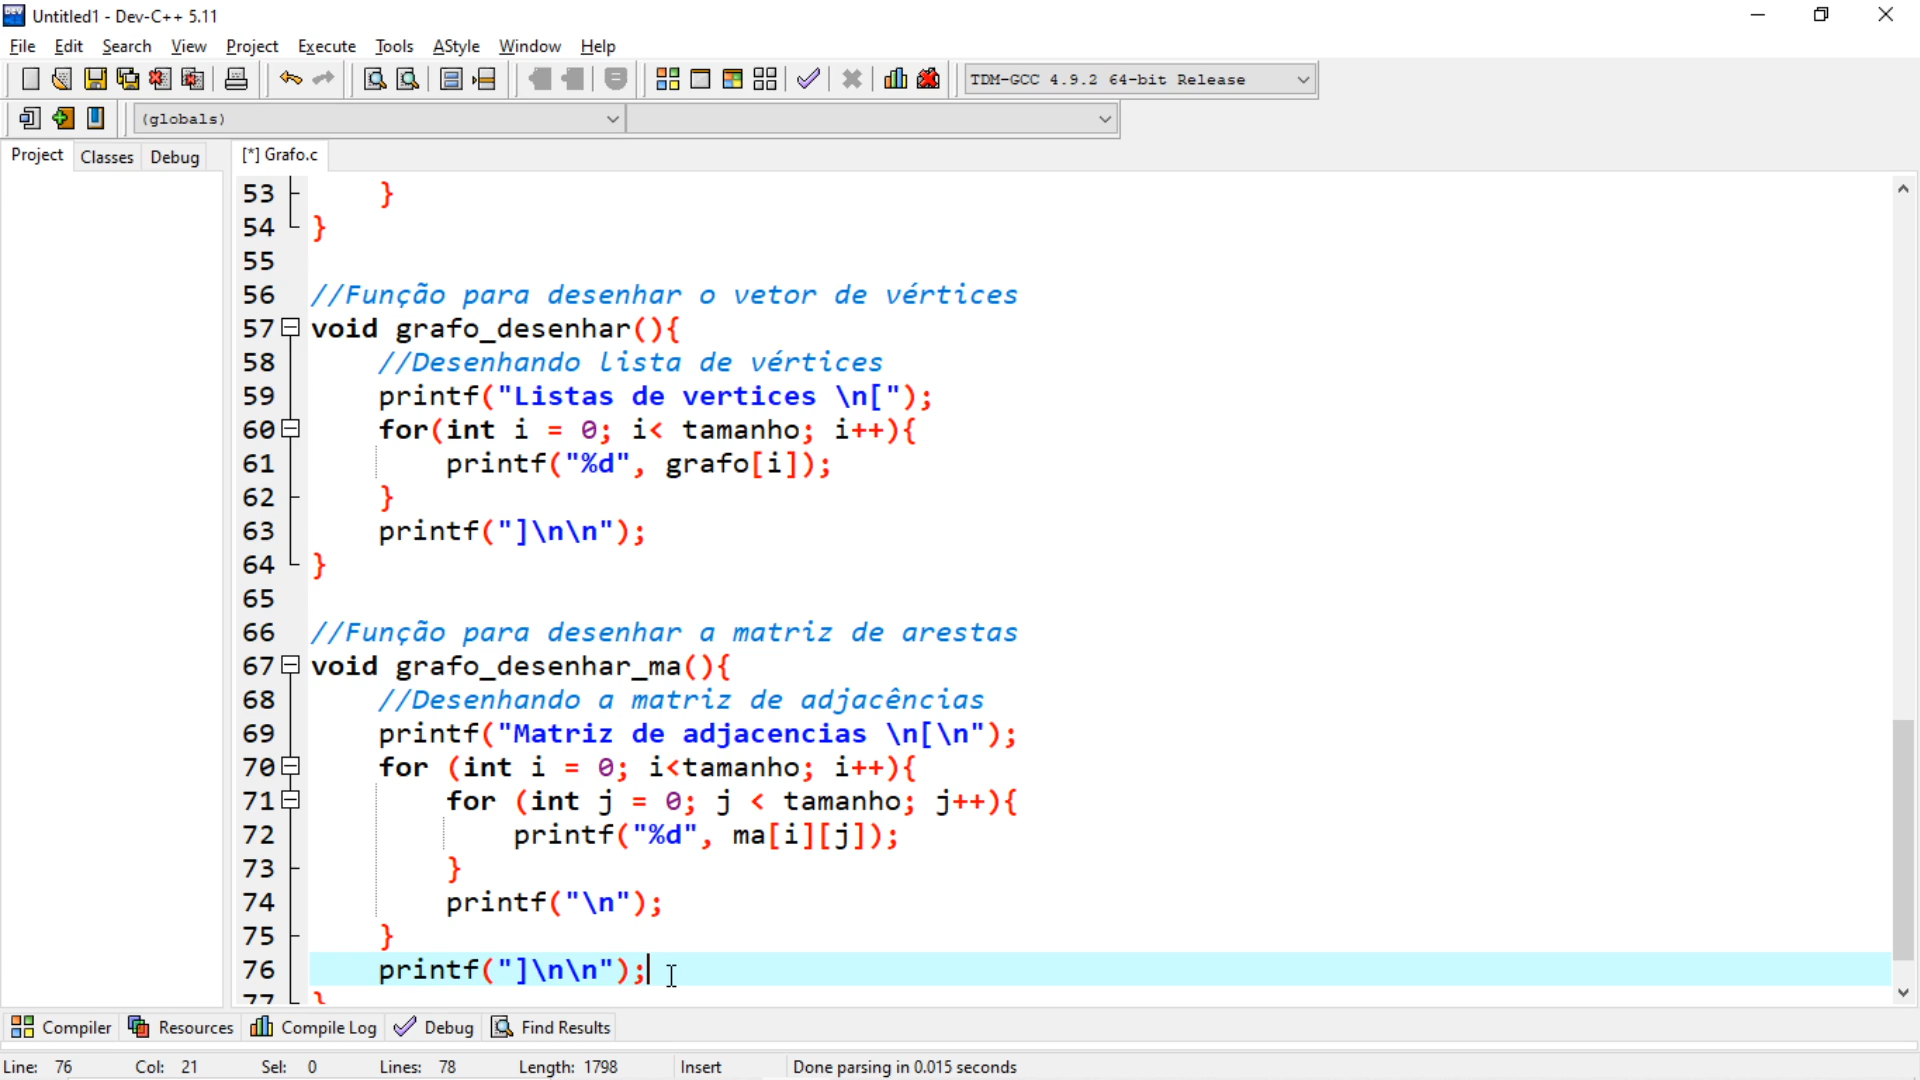 Untitled1 - Dev-C++ 5.11
File Edit Search View Project Execute Tools AStyle Window Help
TDM-GCC 4.9.2 64-bit Release
(globals)
Project Classes Debug [*] Grafo.c
53 }
54 }
55
56 //Função para desenhar o vetor de vértices
57 void grafo_desenhar(){
58 //Desenhando lista de vértices
59 printf("Listas de vertices \n[");
60 for(int i = 0; i< tamanho; i++){
61 printf("%d", grafo[i]);
62 }
63 printf("]\n\n");
64 }
65
66 //Função para desenhar a matriz de arestas
67 void grafo_desenhar_ma(){
68 //Desenhando a matriz de adjacências
69 printf("Matriz de adjacencias \n[\n");
70 for (int i = 0; i<tamanho; i++){
71 for (int j = 0; j < tamanho; j++){
72 printf("%d", ma[i][j]);
73 }
74 printf("\n");
75 }
76 printf("]\n\n");
77 }
Compiler Resources Compile Log Debug Find Results
Line: 76 Col: 21 Sel: 0 Lines: 78 Length: 1798 Insert Done parsing in 0.015 seconds